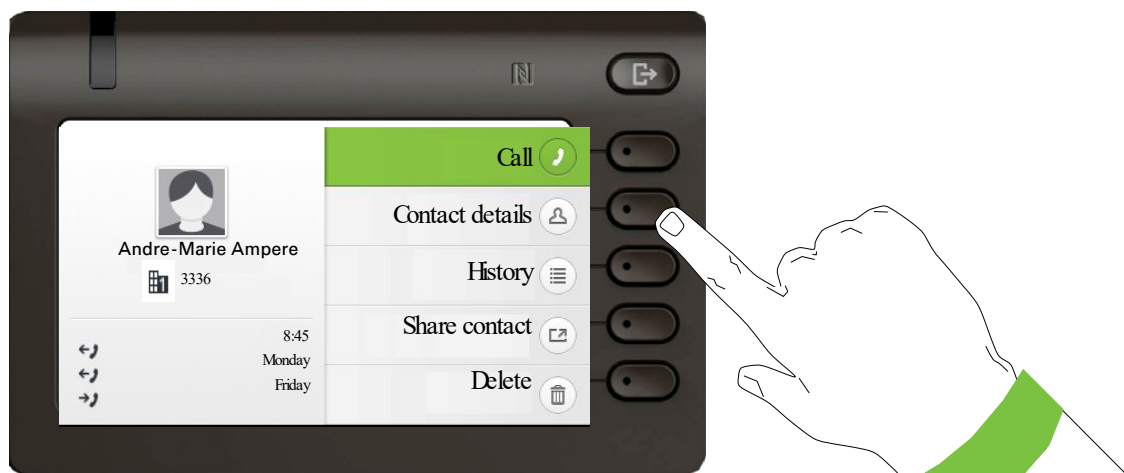 Call
Contact details
Andre-Marie Ampere
3336
History
8:45
Share contact
Monday
Friday
Delete